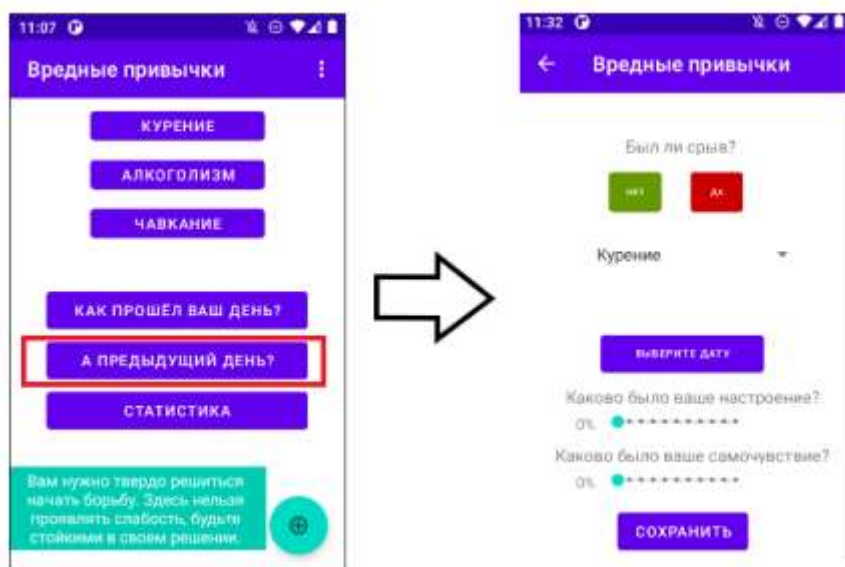 11:07
Вредные привычки
КУРЕНИЕ
АЛКОГОЛИЗМ
ЧАВКАНИЕ
КАК ПРОШЁЛ ВАШ ДЕНЬ?
А ПРЕДЫДУЩИЙ ДЕНЬ?
СТАТИСТИКА
Вам нужно твердо решиться
начать борьбу. Здесь нельзя
проявлять слабость, будьте
стойкими в своем решении.
11:32
Вредные привычки
Был ли срыв?
НЕТ
ДА
Курение
ВЫБЕРИТЕ ДАТУ
Каково было ваше настроение?
0%
Каково было ваше самочувствие?
0%
СОХРАНИТЬ